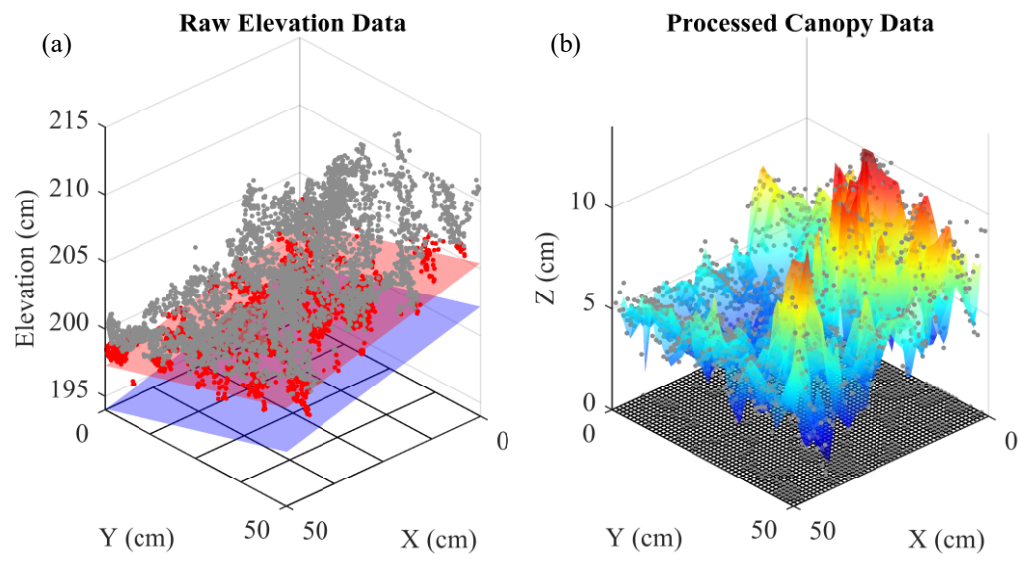 Raw Elevation Data
(a)
215
210
205
200
195
Elevation (cm)
0
50
Y (cm)
50
0
X (cm)
Processed Canopy Data
(b)
10
5
0
Z (cm)
0
50
Y (cm)
50
0
X (cm)